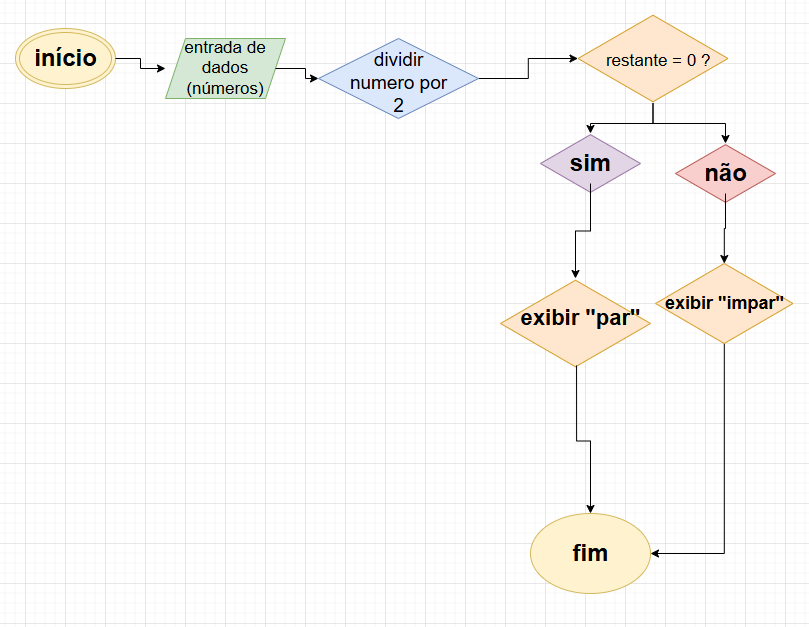 início
entrada de
dados
(números)
dividir
numero por
2
restante = 0 ?
sim
não
exibir "par"
exibir "impar"
fim